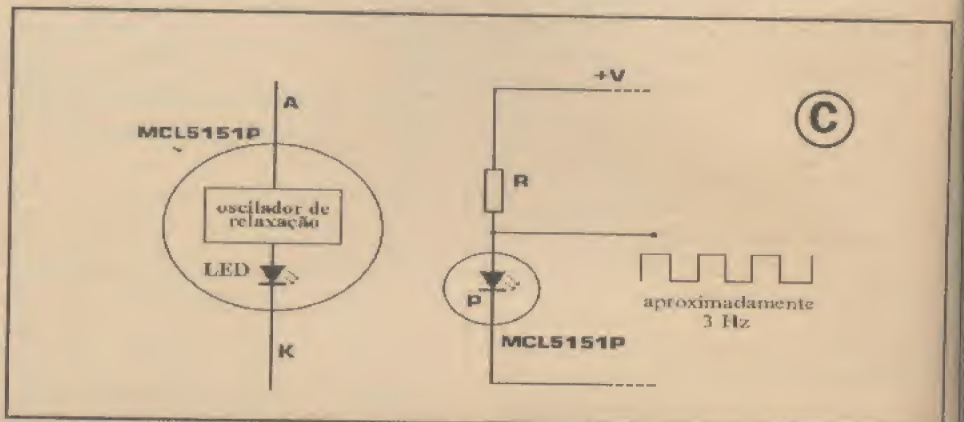 A
MCL5151P
oscilador de
relaxação
LED
K
+V
R
P
MCL5151P
aproximadamente
3 Hz
C